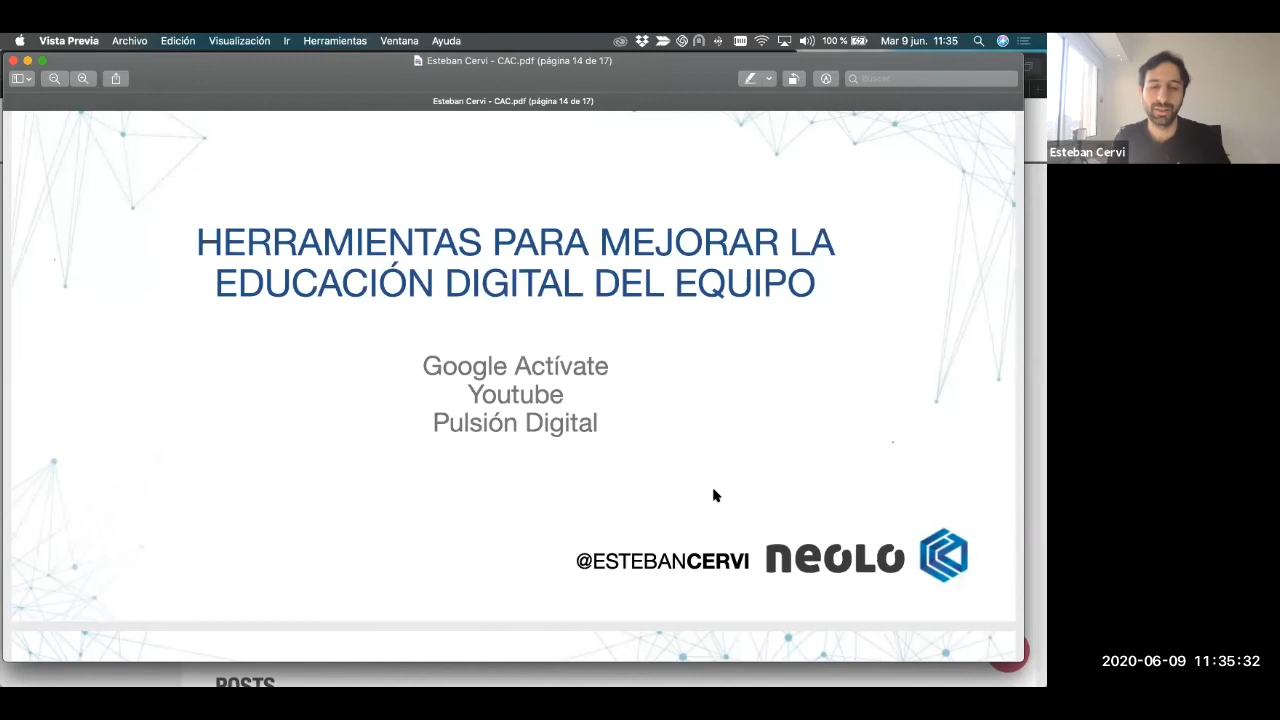 Vista Previa Archivo Edición Visualización Ir Herramientas Ventana Ayuda 100 % Mar 9 jun. 11:35
Esteban Cervi - CAC.pdf (página 14 de 17)
Buscar
Esteban Cervi - CAC.pdf (página 14 de 17)
Esteban Cervi
HERRAMIENTAS PARA MEJORAR LA
EDUCACIÓN DIGITAL DEL EQUIPO
Google Actívate
Youtube
Pulsión Digital
@ESTEBANCERVI neolo
2020-06-09 11:35:32
POSTS